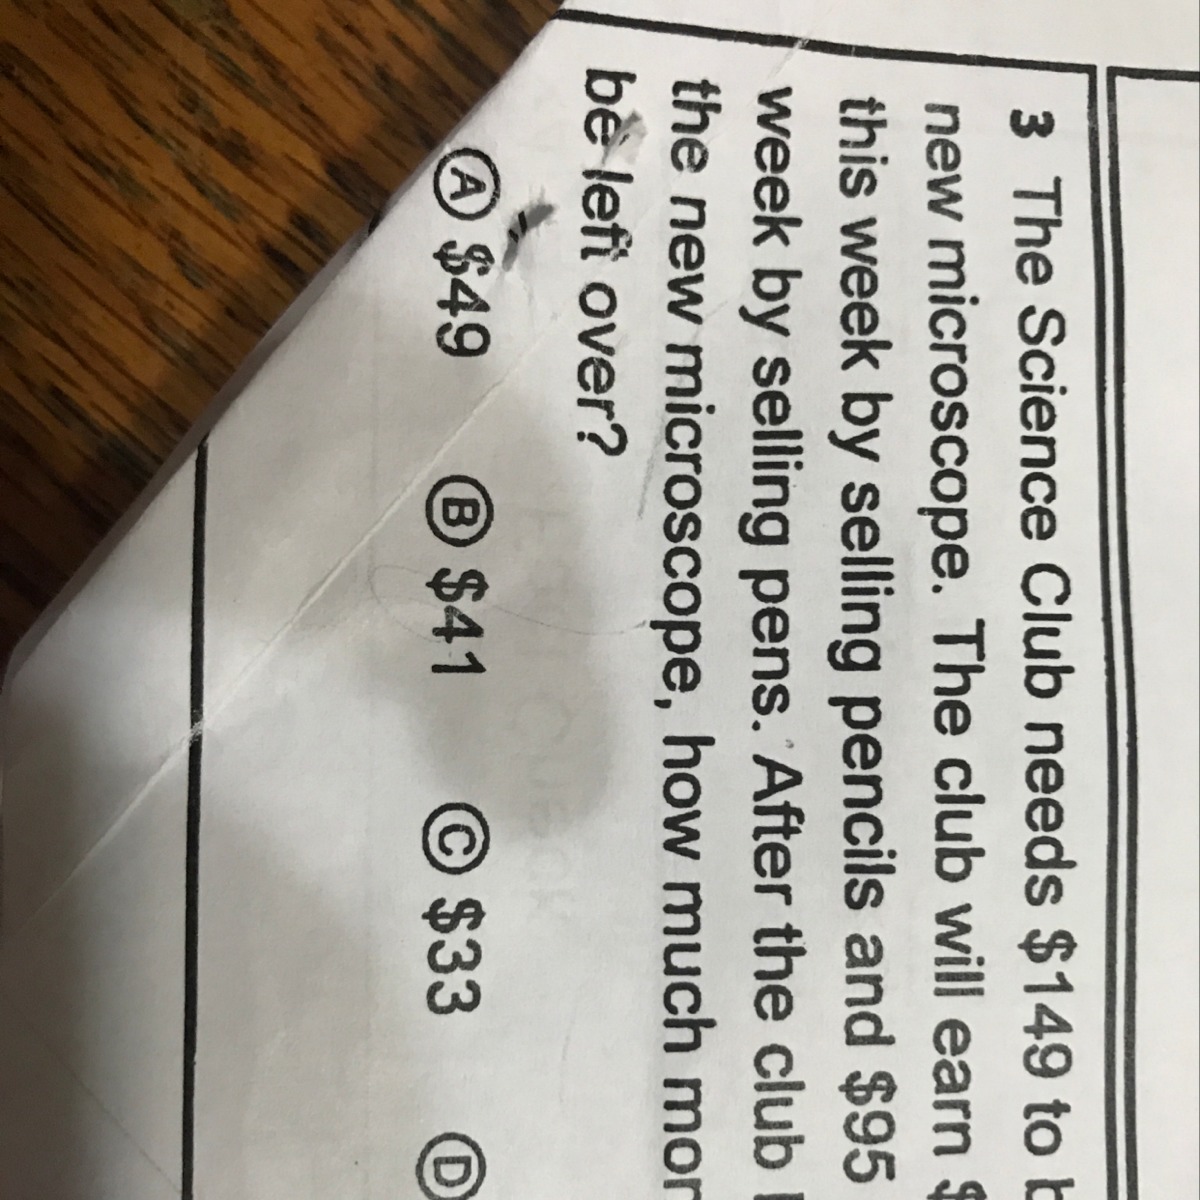 3 The Science Club needs $149 to
new microscope. The club will earn $
this week by selling pencils and $95
week by selling pens. After the club
the new microscope, how much
be left over?
A $49 B $41 C $33 D